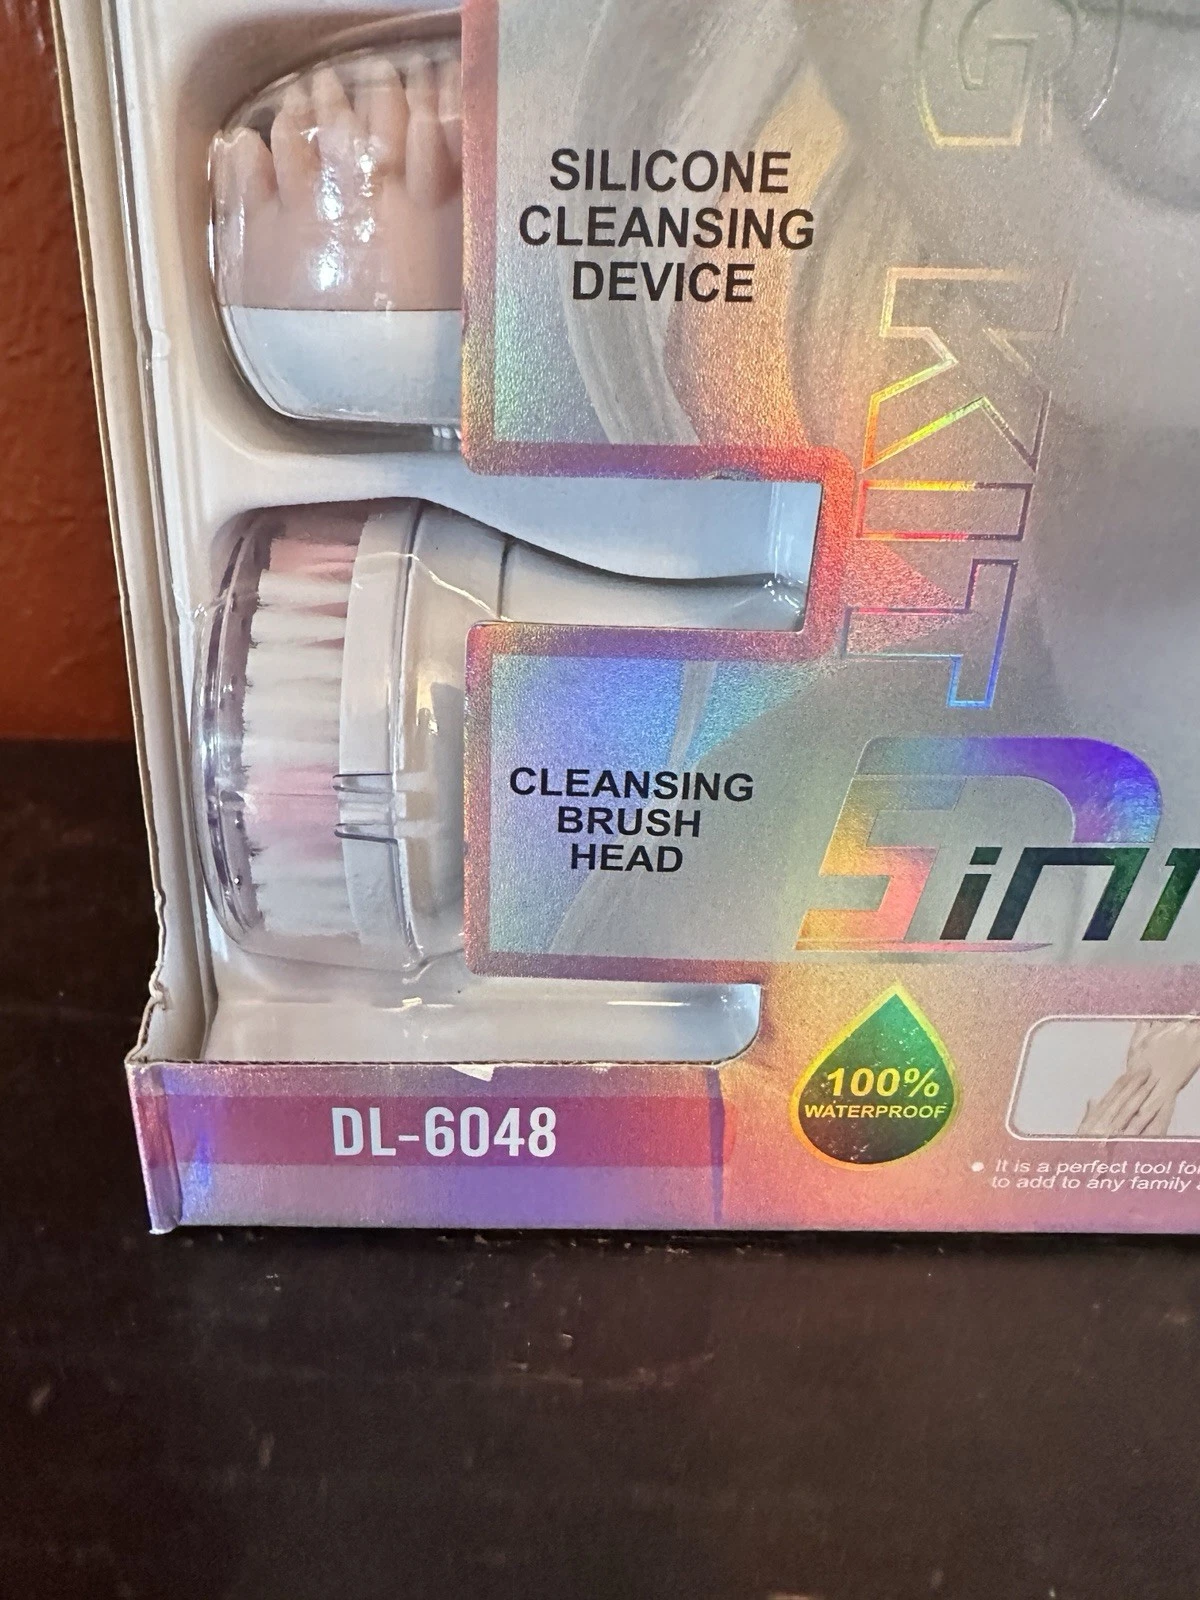 SILICONE
CLEANSING
DEVICE
G KIT
CLEANSING
BRUSH
HEAD
5in1
100%
WATERPROOF
DL-6048
• It is a perfect tool for
to add to any family